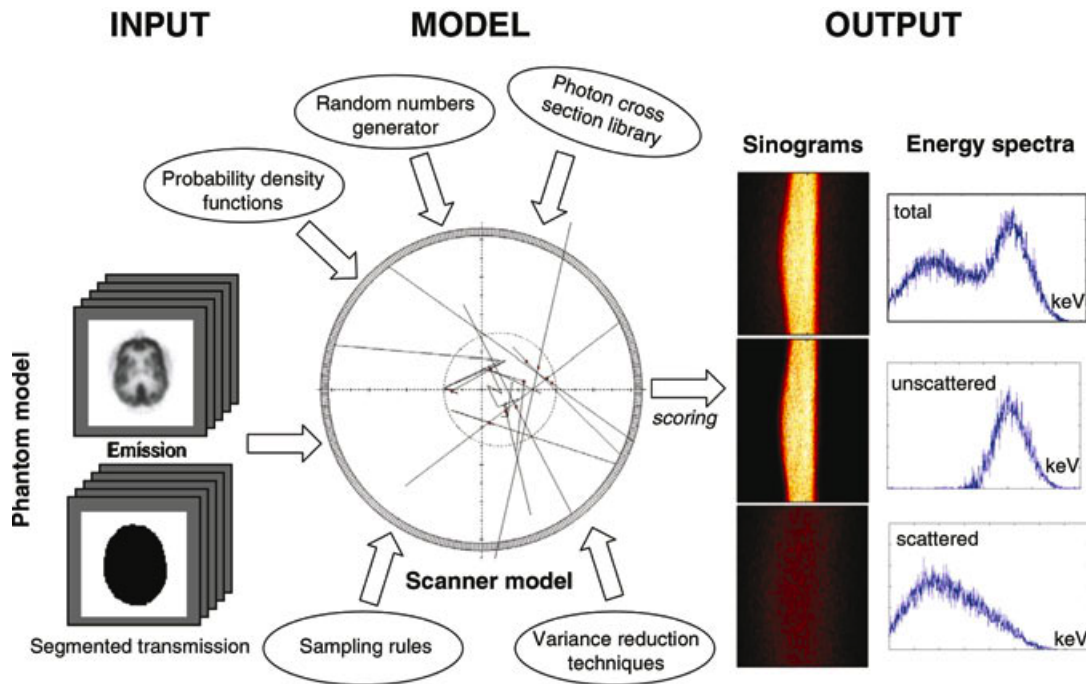 INPUT
MODEL
OUTPUT
Random numbers
generator
Photon cross
section library
Probability density
functions
Sinograms
Energy spectra
total
keV
unscattered
keV
scattered
keV
scoring
Phantom model
Emission
Segmented transmission
Scanner model
Sampling rules
Variance reduction
techniques